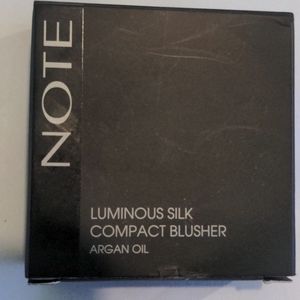 NOTE
LUMINOUS SILK
COMPACT BLUSHER
ARGAN OIL